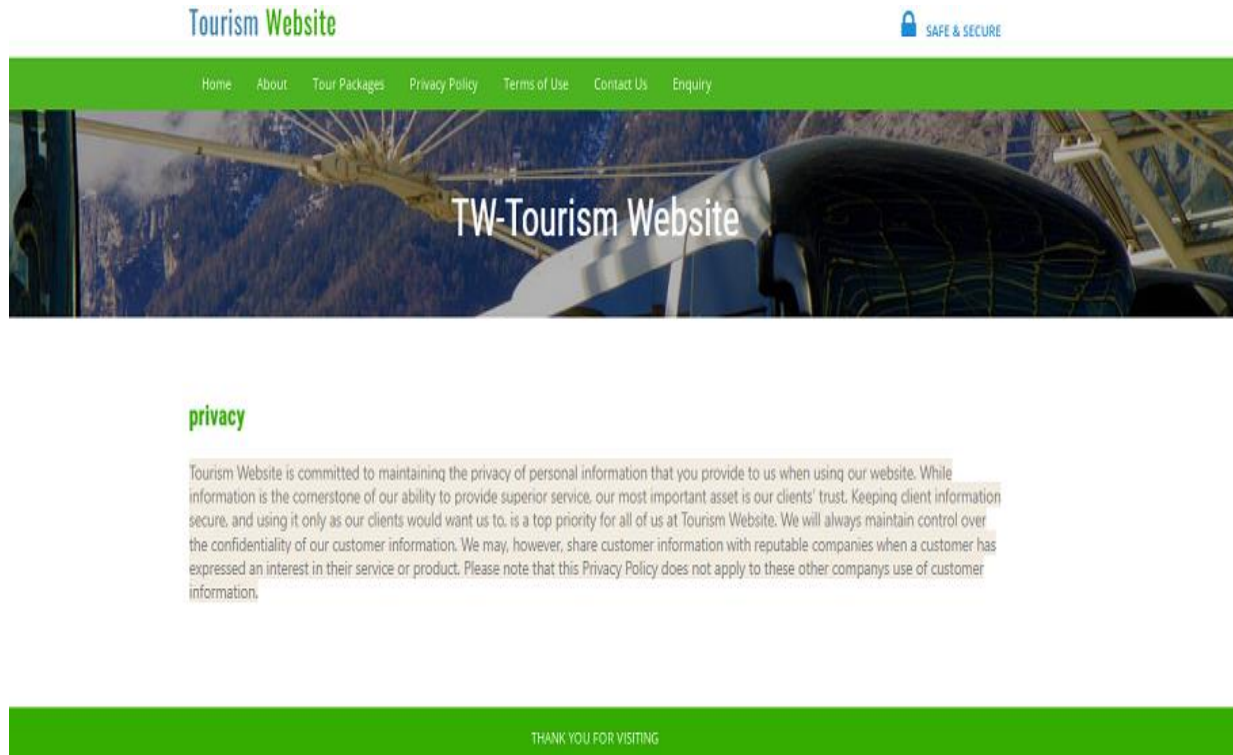 Tourism Website
SAFE & SECURE
Home About Tour Packages Privacy Policy Terms of Use Contact Us Enquiry
TW-Tourism Website
privacy
Tourism Website is committed to maintaining the privacy of personal information that you provide to us when using our website. While
information is the cornerstone of our ability to provide superior service, our most important asset is our clients' trust. Keeping client information
secure, and using it only as our clients would want us to, is a top priority for all of us at Tourism Website. We will always maintain control over
the confidentiality of our customer information. We may, however, share customer information with reputable companies when a customer has
expressed an interest in their service or product. Please note that this Privacy Policy does not apply to these other companys use of customer
information.
THANK YOU FOR VISITING